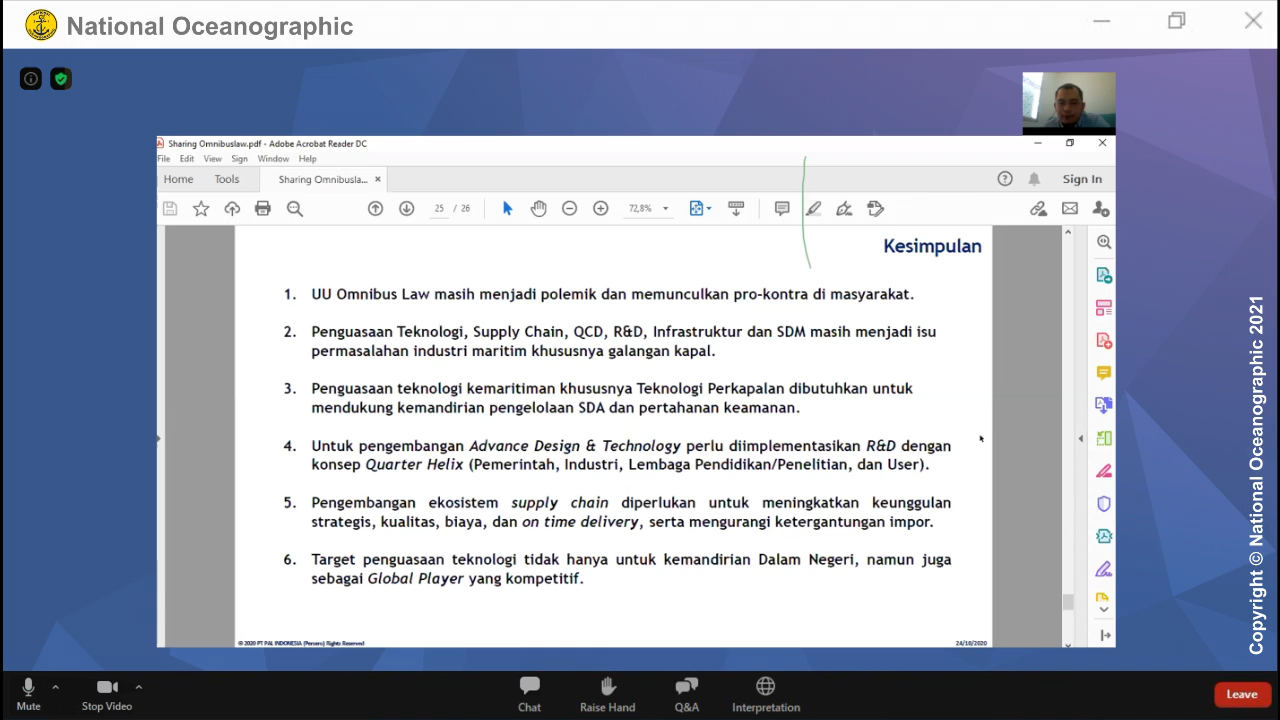 National Oceanographic
Sharing Omnibuslaw.pdf - Adobe Acrobat Reader DC
File Edit View Sign Window Help
Home Tools Sharing Omnibusla... × Sign In
25 / 26 72,8%
Kesimpulan
1. UU Omnibus Law masih menjadi polemik dan memunculkan pro-kontra di masyarakat.
2. Penguasaan Teknologi, Supply Chain, QCD, R&D, Infrastruktur dan SDM masih menjadi isu
permasalahan industri maritim khususnya galangan kapal.
3. Penguasaan teknologi kemaritiman khususnya Teknologi Perkapalan dibutuhkan untuk
mendukung kemandirian pengelolaan SDA dan pertahanan keamanan.
4. Untuk pengembangan Advance Design & Technology perlu diimplementasikan R&D dengan
konsep Quarter Helix (Pemerintah, Industri, Lembaga Pendidikan/Penelitian, dan User).
5. Pengembangan ekosistem supply chain diperlukan untuk meningkatkan keunggulan
strategis, kualitas, biaya, dan on time delivery, serta mengurangi ketergantungan impor.
6. Target penguasaan teknologi tidak hanya untuk kemandirian Dalam Negeri, namun juga
sebagai Global Player yang kompetitif.
© 2020 PT PAL INDONESIA (Persero) Rights Reserved 24/10/2020
Copyright © National Oceanographic 2021
Mute Stop Video Chat Raise Hand Q&A Interpretation Leave